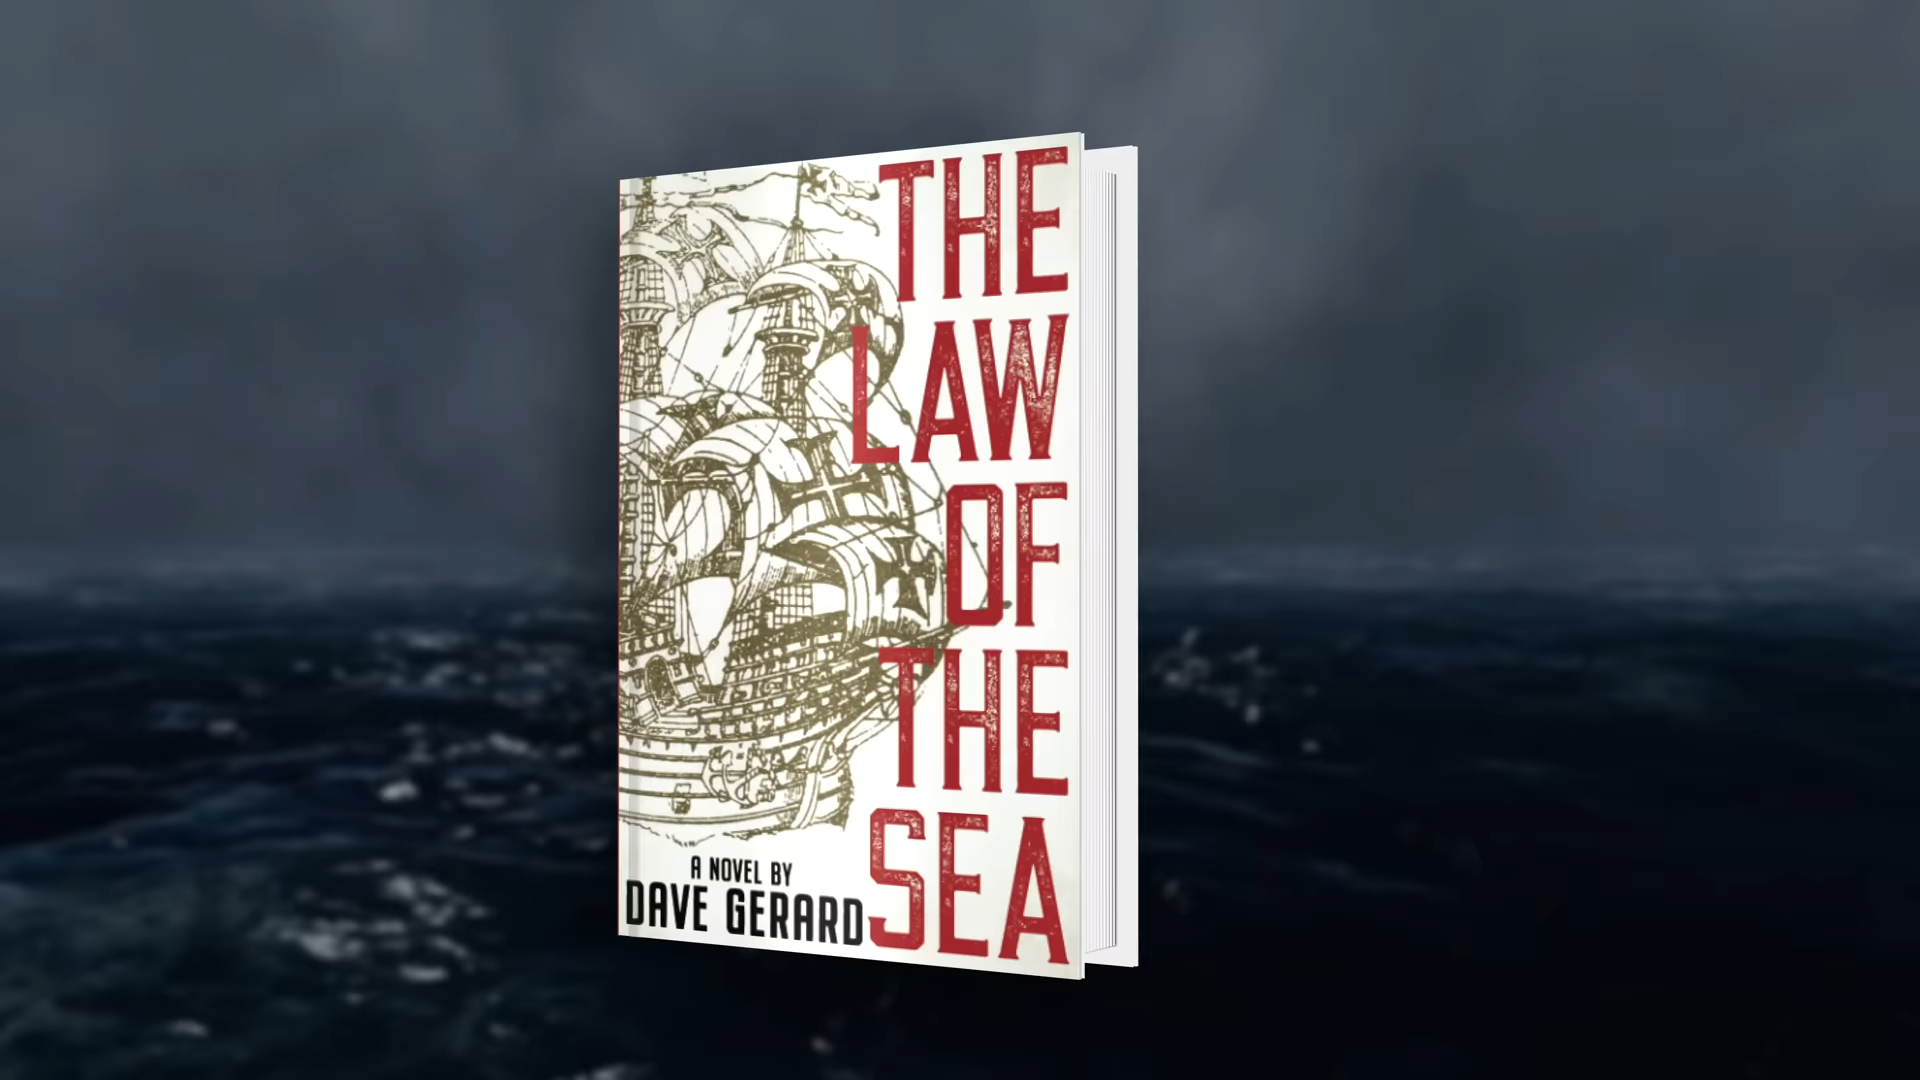 THE
LAW
OF
THE
SEA
A NOVEL BY
DAVE GERARD